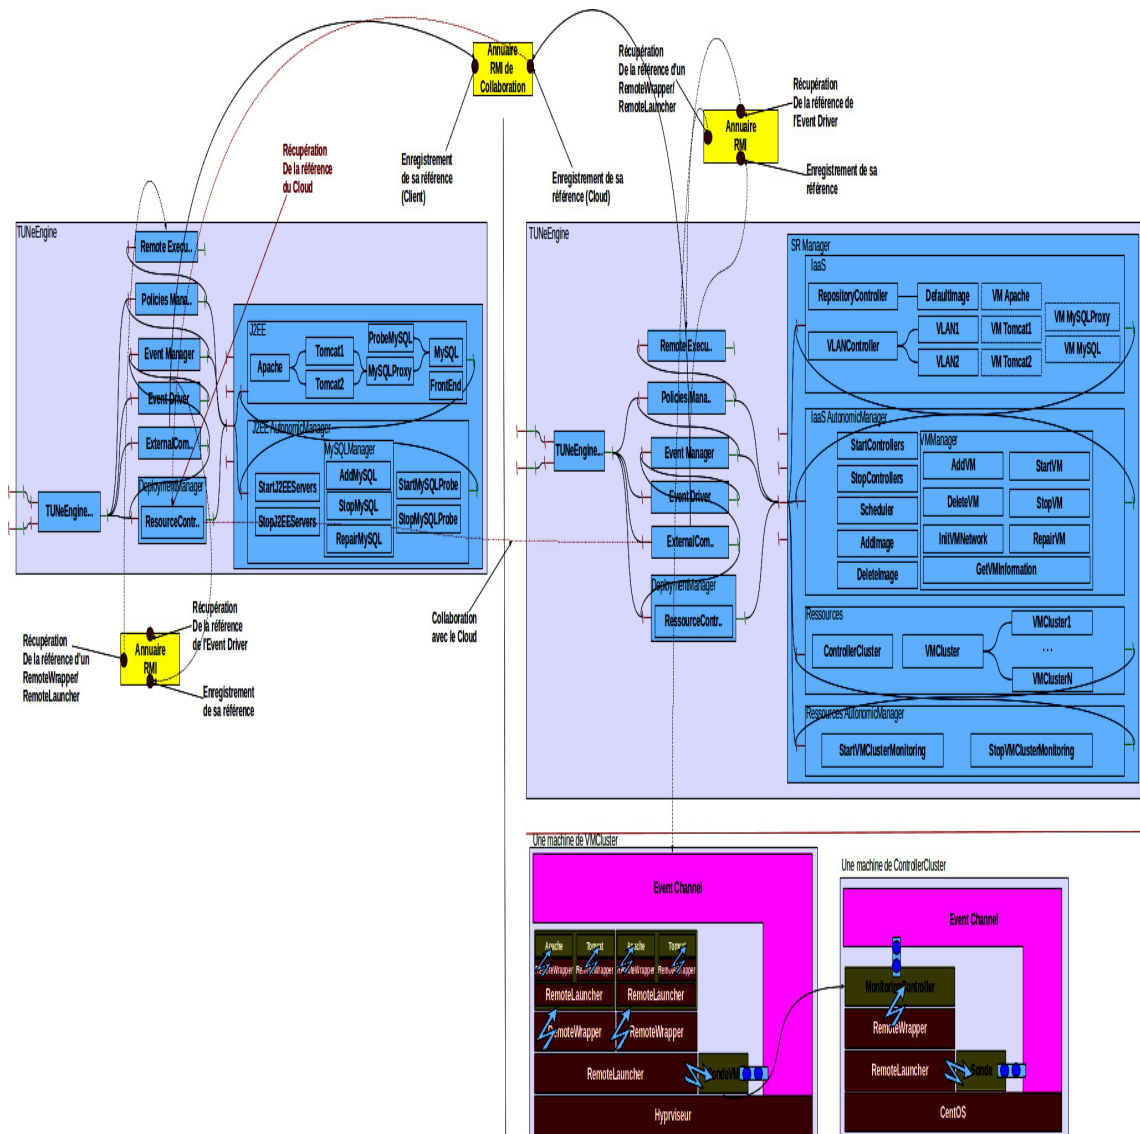 Annuaire
RMI de
Collaboration
Récupération
De la référence d'un
RemoteWrapper/
RemoteLauncher
Récupération
De la référence de
l'Event Driver
Annuaire
RMI
Enregistrement de sa
référence
Récupération
De la référence
du Cloud
Enregistrement
de sa référence
(Client)
Enregistrement de sa
référence (Cloud)
TUNeEngine
Remote Execu..
Policies Mana..
Event Manager
Event Driver
ExternalCom..
DeploymentManager
ResourceContr..
TUNeEngine...
J2EE
Apache
Tomcat1
Tomcat2
ProbeMySQL
MySQLProxy
MySQL
FrontEnd
J2EE AutonomicManager
MySQLManager
StartJ2EEServers
StopJ2EEServers
AddMySQL
StopMySQL
RepairMySQL
StartMySQLProbe
StopMySQLProbe
Récupération
De la référence d'un
RemoteWrapper/
RemoteLauncher
Récupération
De la référence
de l'Event Driver
Annuaire
RMI
Enregistrement
de sa référence
Collaboration
avec le Cloud
TUNeEngine
Remote Execu..
Policies Mana..
Event Manager
Event Driver
ExternalCom..
DeploymentManager
RessourceContr..
TUNeEngine...
SR Manager
IaaS
RepositoryController
DefaultImage
VM Apache
VLANController
VLAN1
VLAN2
VM Tomcat1
VM Tomcat2
VM MySQLProxy
VM MySQL
IaaS AutonomicManager
StartControllers
StopControllers
Scheduler
AddImage
DeleteImage
VMManager
AddVM
StartVM
DeleteVM
StopVM
InitVMNetwork
RepairVM
GetVMInformation
Ressources
ControllerCluster
VMCluster
VMCluster1
...
VMClusterN
Ressources AutonomicManager
StartVMClusterMonitoring
StopVMClusterMonitoring
Une machine de VMCluster
Event Channel
Apache
Tomcat
Apache
Tomcat
RemoteWrapper
RemoteWrapper
RemoteWrapper
RemoteWrapper
RemoteLauncher
RemoteLauncher
RemoteWrapper
RemoteWrapper
RemoteLauncher
SondeVM
Hyprviseur
Une machine de ControllerCluster
Event Channel
MonitoringController
RemoteWrapper
RemoteLauncher
Sonde
CentOS